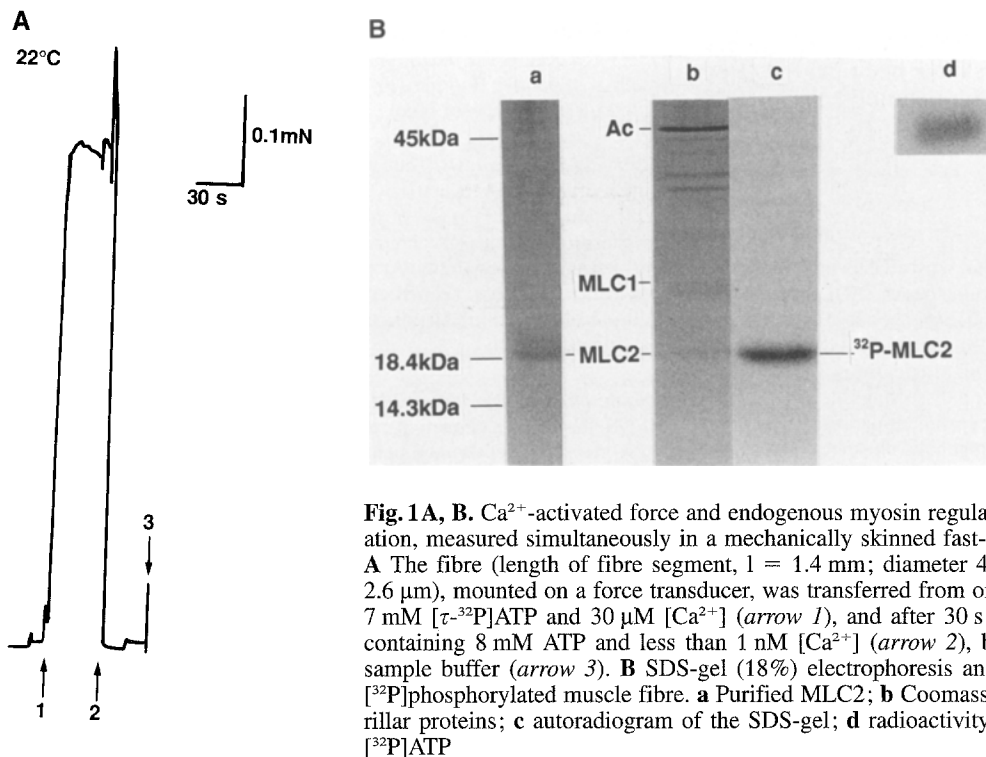 A
22°C
0.1mN
30 s
3
1
2
B
a
b
c
d
45kDa
Ac
MLC1
MLC2
18.4kDa
14.3kDa
³²P-MLC2
Fig. 1A, B. Ca²⁺-activated force and endogenous myosin regula
ation, measured simultaneously in a mechanically skinned fast-
A The fibre (length of fibre segment, l = 1.4 mm; diameter 4
2.6 μm), mounted on a force transducer, was transferred from o
7 mM [τ-³²P]ATP and 30 μM [Ca²⁺] (arrow 1), and after 30 s
containing 8 mM ATP and less than 1 nM [Ca²⁺] (arrow 2), b
sample buffer (arrow 3). B SDS-gel (18%) electrophoresis an
[³²P]phosphorylated muscle fibre. a Purified MLC2; b Coomass
rillar proteins; c autoradiogram of the SDS-gel; d radioactivity
[³²P]ATP